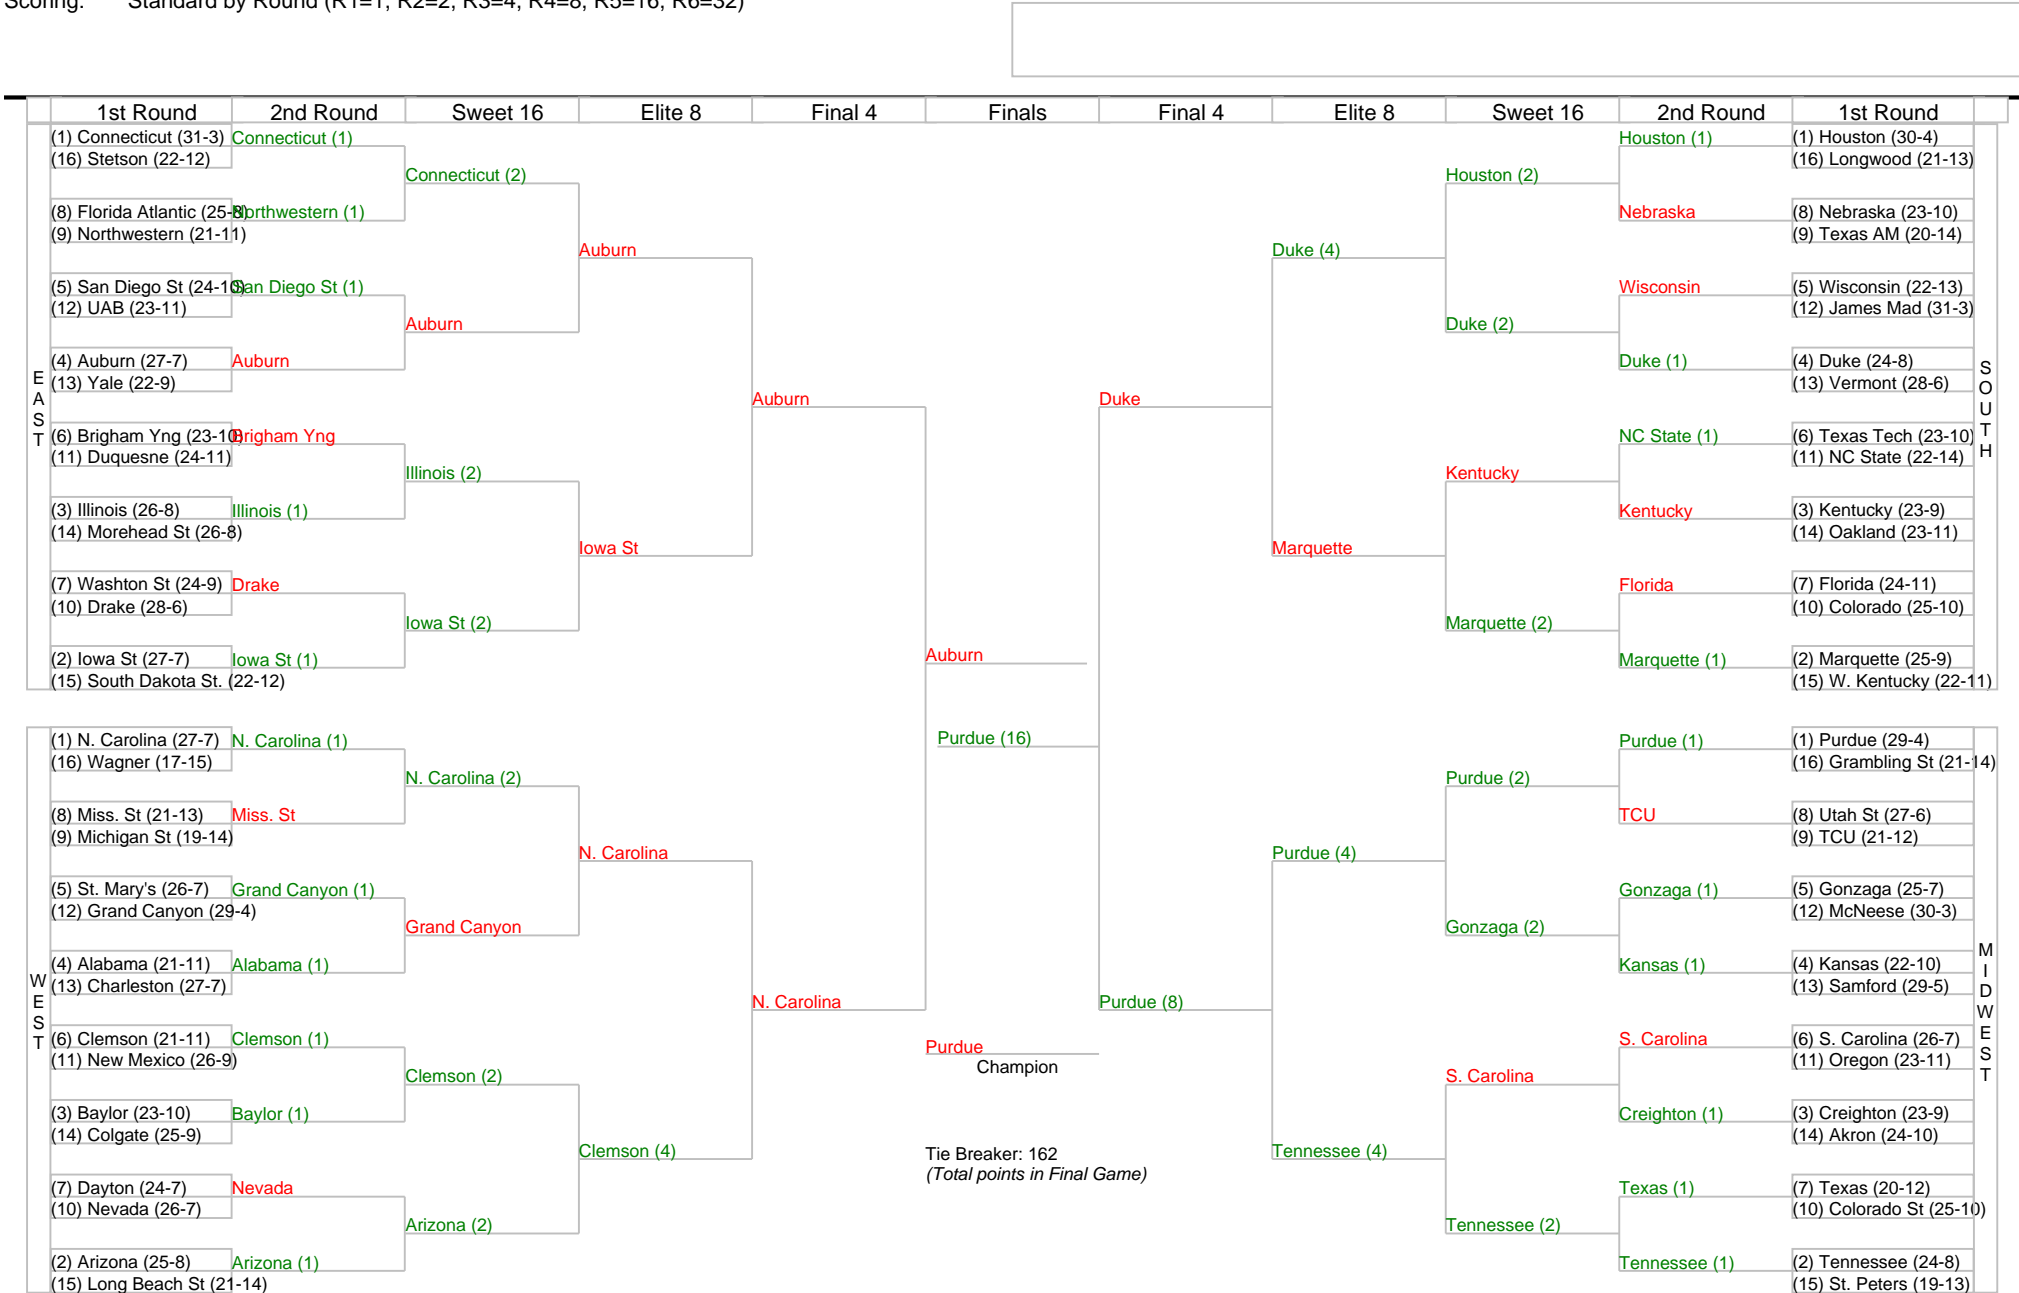 Scoring: Standard by Round (R1=1, R2=2, R3=4, R4=8, R5=16, R6=32)
1st Round 2nd Round Sweet 16 Elite 8 Final 4 Finals Final 4 Elite 8 Sweet 16 2nd Round 1st Round
EAST
(1) Connecticut (31-3)
(16) Stetson (22-12)
(8) Florida Atlantic (25-8)
(9) Northwestern (21-11)
(5) San Diego St (24-10)
(12) UAB (23-11)
(4) Auburn (27-7)
(13) Yale (22-9)
(6) Brigham Yng (23-10)
(11) Duquesne (24-11)
(3) Illinois (26-8)
(14) Morehead St (26-8)
(7) Washton St (24-9)
(10) Drake (28-6)
(2) Iowa St (27-7)
(15) South Dakota St. (22-12)
Connecticut (1)
Northwestern (1)
San Diego St (1)
Auburn
Brigham Yng
Illinois (1)
Drake
Iowa St (1)
Connecticut (2)
Auburn
Illinois (2)
Iowa St (2)
Auburn
Iowa St
Auburn
WEST
(1) N. Carolina (27-7)
(16) Wagner (17-15)
(8) Miss. St (21-13)
(9) Michigan St (19-14)
(5) St. Mary's (26-7)
(12) Grand Canyon (29-4)
(4) Alabama (21-11)
(13) Charleston (27-7)
(6) Clemson (21-11)
(11) New Mexico (26-9)
(3) Baylor (23-10)
(14) Colgate (25-9)
(7) Dayton (24-7)
(10) Nevada (26-7)
(2) Arizona (25-8)
(15) Long Beach St (21-14)
N. Carolina (1)
Miss. St
Grand Canyon (1)
Alabama (1)
Clemson (1)
Baylor (1)
Nevada
Arizona (1)
N. Carolina (2)
Grand Canyon
Clemson (2)
Arizona (2)
N. Carolina
Clemson (4)
N. Carolina
Auburn
Purdue (16)
Purdue
Champion
Tie Breaker: 162
(Total points in Final Game)
Duke
Purdue (8)
Duke (4)
Marquette
Houston (2)
Duke (2)
Kentucky
Marquette (2)
Houston (1)
Nebraska
Wisconsin
Duke (1)
NC State (1)
Kentucky
Florida
Marquette (1)
(1) Houston (30-4)
(16) Longwood (21-13)
(8) Nebraska (23-10)
(9) Texas AM (20-14)
(5) Wisconsin (22-13)
(12) James Mad (31-3)
(4) Duke (24-8)
(13) Vermont (28-6)
(6) Texas Tech (23-10)
(11) NC State (22-14)
(3) Kentucky (23-9)
(14) Oakland (23-11)
(7) Florida (24-11)
(10) Colorado (25-10)
(2) Marquette (25-9)
(15) W. Kentucky (22-11)
SOUTH
Purdue (4)
Tennessee (4)
Purdue (2)
Gonzaga (2)
S. Carolina
Tennessee (2)
Purdue (1)
TCU
Gonzaga (1)
Kansas (1)
S. Carolina
Creighton (1)
Texas (1)
Tennessee (1)
(1) Purdue (29-4)
(16) Grambling St (21-14)
(8) Utah St (27-6)
(9) TCU (21-12)
(5) Gonzaga (25-7)
(12) McNeese (30-3)
(4) Kansas (22-10)
(13) Samford (29-5)
(6) S. Carolina (26-7)
(11) Oregon (23-11)
(3) Creighton (23-9)
(14) Akron (24-10)
(7) Texas (20-12)
(10) Colorado St (25-10)
(2) Tennessee (24-8)
(15) St. Peters (19-13)
MIDWEST